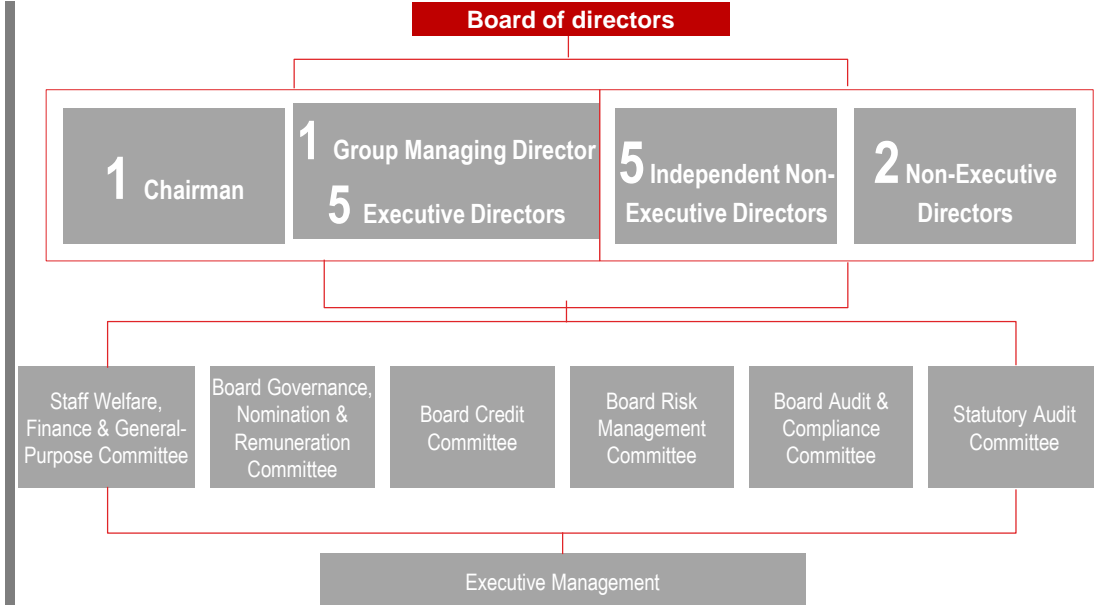 Board of directors
1 Chairman
1 Group Managing Director
5 Executive Directors
5 Independent Non-
Executive Directors
2 Non-Executive
Directors
Staff Welfare,
Finance & General-
Purpose Committee
Board Governance,
Nomination &
Remuneration
Committee
Board Credit
Committee
Board Risk
Management
Committee
Board Audit &
Compliance
Committee
Statutory Audit
Committee
Executive Management